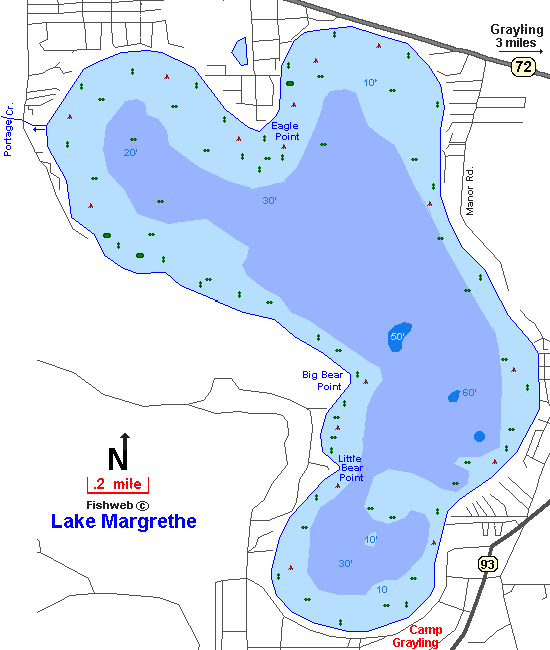 Grayling
3 miles
72
10'
Portage Cr.
Eagle
Point
20'
Manor Rd.
30'
50'
Big Bear
Point
60'
N
.2 mile
Fishweb ©
Lake Margrethe
Little
Bear
Point
10'
30'
93
10
Camp
Grayling